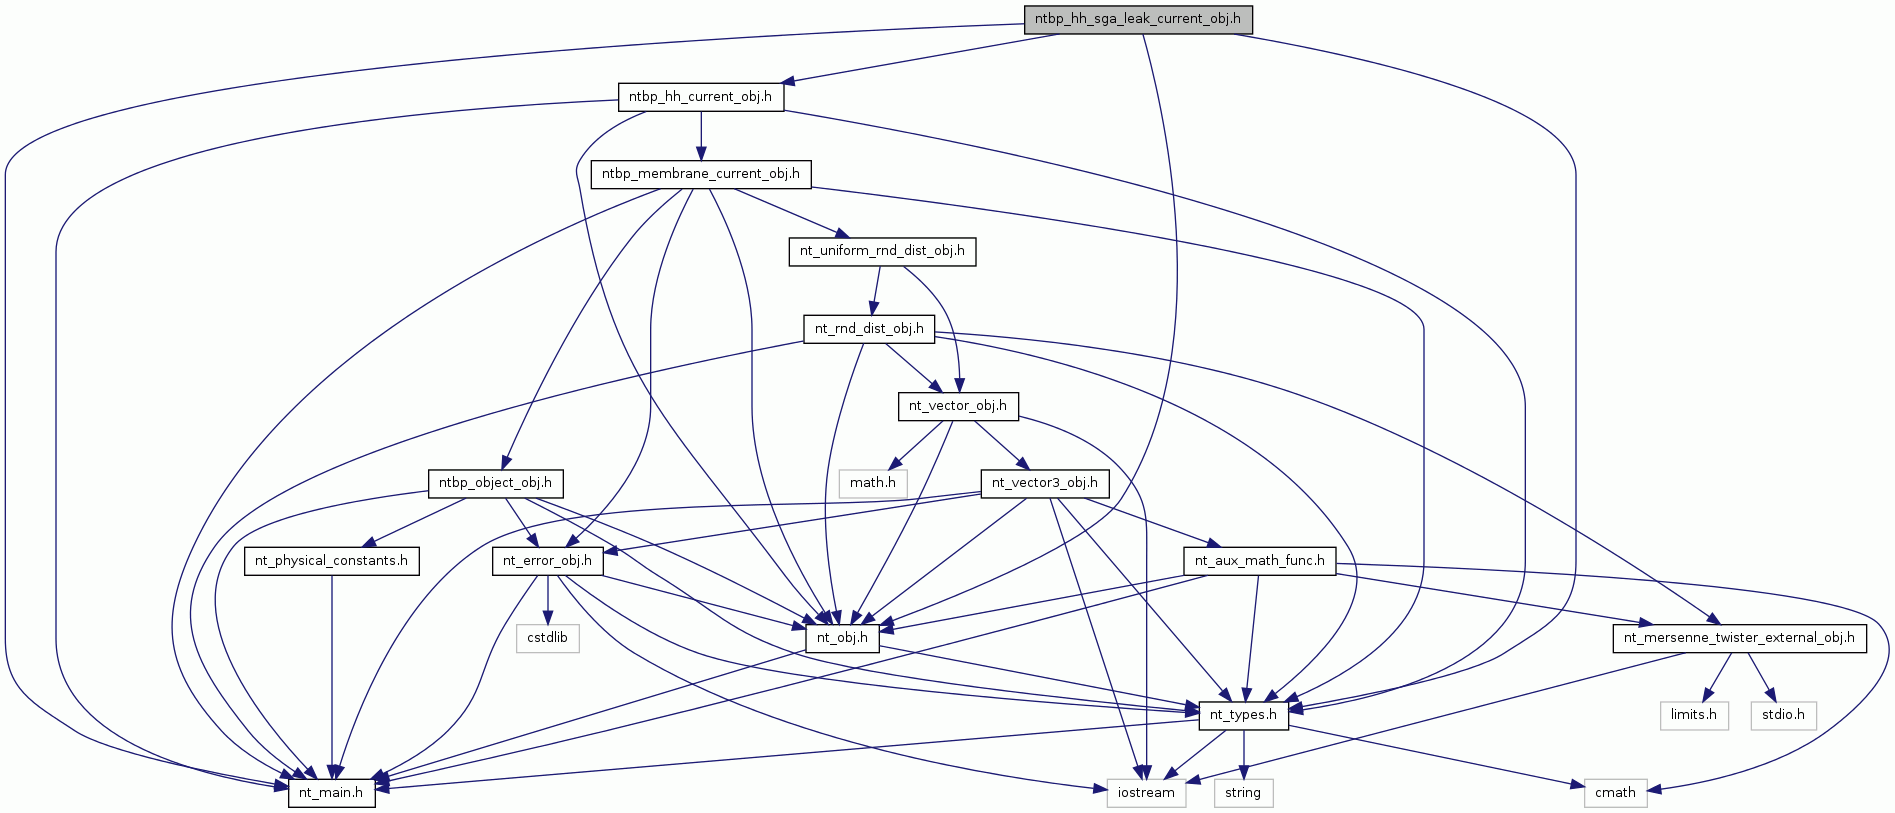 ntbp_hh_sga_leak_current_obj.h
ntbp_hh_current_obj.h
ntbp_membrane_current_obj.h
nt_uniform_rnd_dist_obj.h
nt_rnd_dist_obj.h
nt_vector_obj.h
ntbp_object_obj.h
math.h
nt_vector3_obj.h
nt_physical_constants.h
nt_error_obj.h
nt_aux_math_func.h
cstdlib
nt_obj.h
nt_mersenne_twister_external_obj.h
nt_types.h
limits.h
stdio.h
nt_main.h
iostream
string
cmath